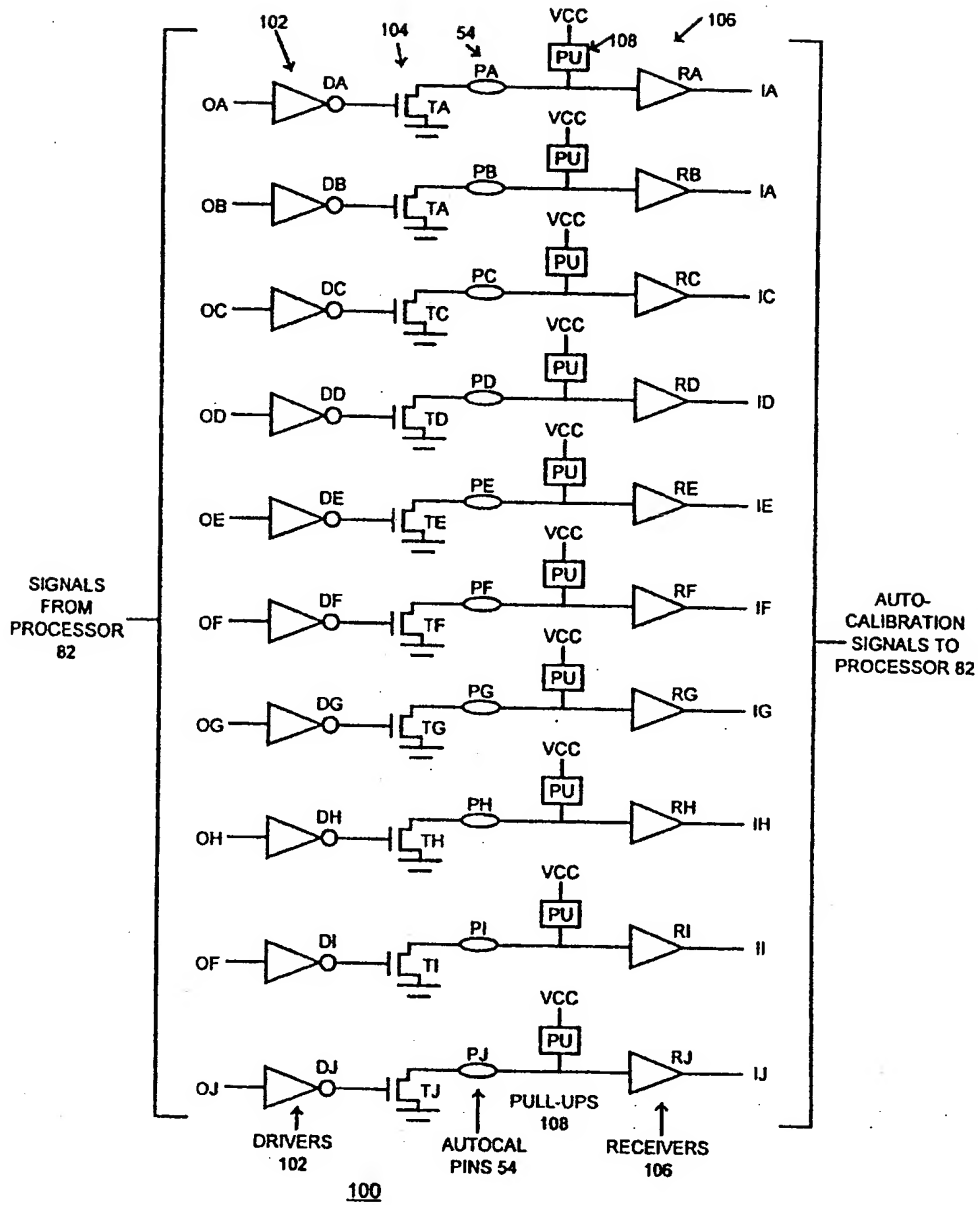 102
104
54
VCC
108
106
PU
DA
PA
RA
OA
TA
IA
VCC
PU
DB
PB
RB
OB
TA
IA
VCC
PU
DC
PC
RC
OC
TC
IC
VCC
PU
DD
PD
RD
OD
TD
ID
VCC
PU
DE
PE
RE
OE
TE
IE
VCC
PU
DF
PF
RF
OF
TF
IF
VCC
PU
DG
PG
RG
OG
TG
IG
VCC
PU
DH
PH
RH
OH
TH
IH
VCC
PU
DI
PI
RI
OF
TI
II
VCC
PU
DJ
PJ
RJ
OJ
TJ
IJ
SIGNALS
FROM
PROCESSOR
82
AUTO-
CALIBRATION
SIGNALS TO
PROCESSOR 82
DRIVERS
102
AUTOCAL
PINS 54
PULL-UPS
108
RECEIVERS
106
100